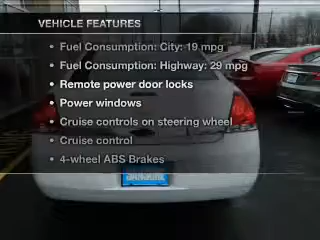 VEHICLE FEATURES
• Fuel Consumption: City: 19 mpg
• Fuel Consumption: Highway: 29 mpg
• Remote power door locks
• Power windows
• Cruise controls on steering wheel
• Cruise control
• 4-wheel ABS Brakes